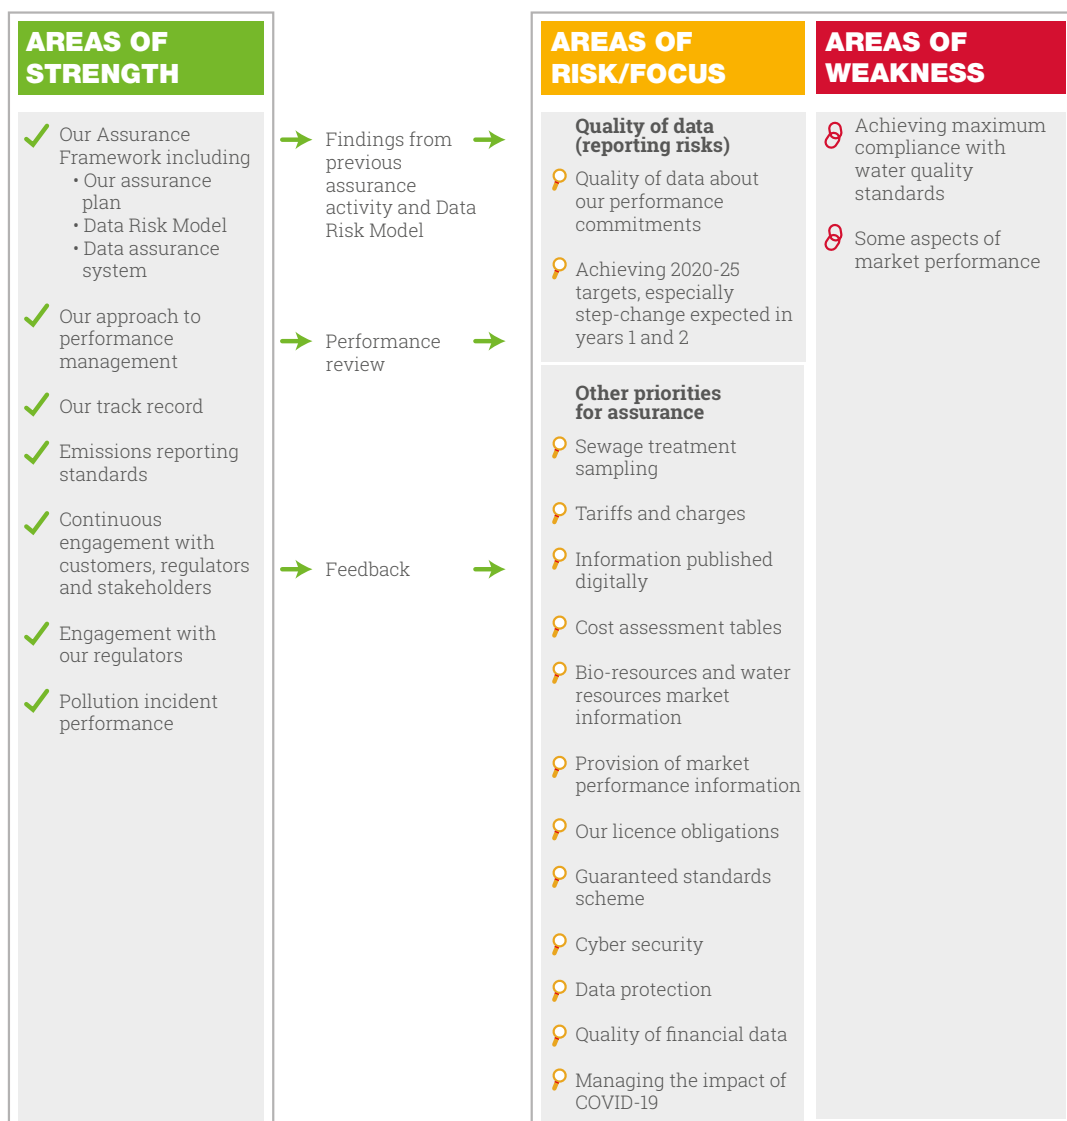 AREAS OF
STRENGTH
Our Assurance
Framework including
• Our assurance
plan
• Data Risk Model
• Data assurance
system
Our approach to
performance
management
Our track record
Emissions reporting
standards
Continuous
engagement with
customers, regulators
and stakeholders
Engagement with
our regulators
Pollution incident
performance
Findings from
previous
assurance
activity and Data
Risk Model
Performance
review
Feedback
AREAS OF
RISK/FOCUS
Quality of data
(reporting risks)
Quality of data about
our performance
commitments
Achieving 2020-25
targets, especially
step-change expected in
years 1 and 2
Other priorities
for assurance
Sewage treatment
sampling
Tariffs and charges
Information published
digitally
Cost assessment tables
Bio-resources and water
resources market
information
Provision of market
performance information
Our licence obligations
Guaranteed standards
scheme
Cyber security
Data protection
Quality of financial data
Managing the impact of
COVID-19
AREAS OF
WEAKNESS
Achieving maximum
compliance with
water quality
standards
Some aspects of
market performance